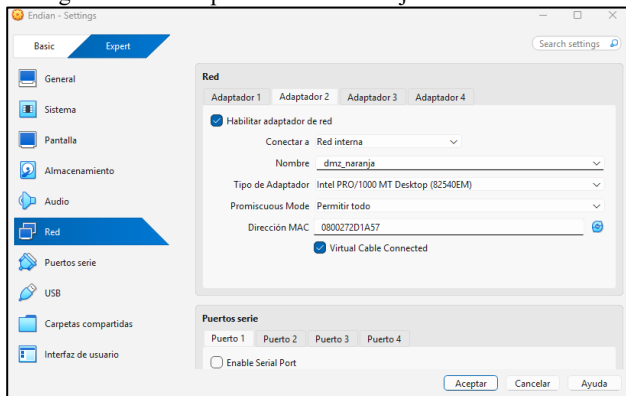 Endian - Settings
Basic
Expert
Search settings
General
Sistema
Pantalla
Almacenamiento
Audio
Red
Puertos serie
USB
Carpetas compartidas
Interfaz de usuario
Red
Adaptador 1 Adaptador 2 Adaptador 3 Adaptador 4
Habilitar adaptador de red
Conectar a Red interna
Nombre dmz_naranja
Tipo de Adaptador Intel PRO/1000 MT Desktop (82540EM)
Promiscuous Mode Permitir todo
Dirección MAC 0800272D1A57
Virtual Cable Connected
Puertos serie
Puerto 1 Puerto 2 Puerto 3 Puerto 4
Enable Serial Port
Aceptar Cancelar Ayuda